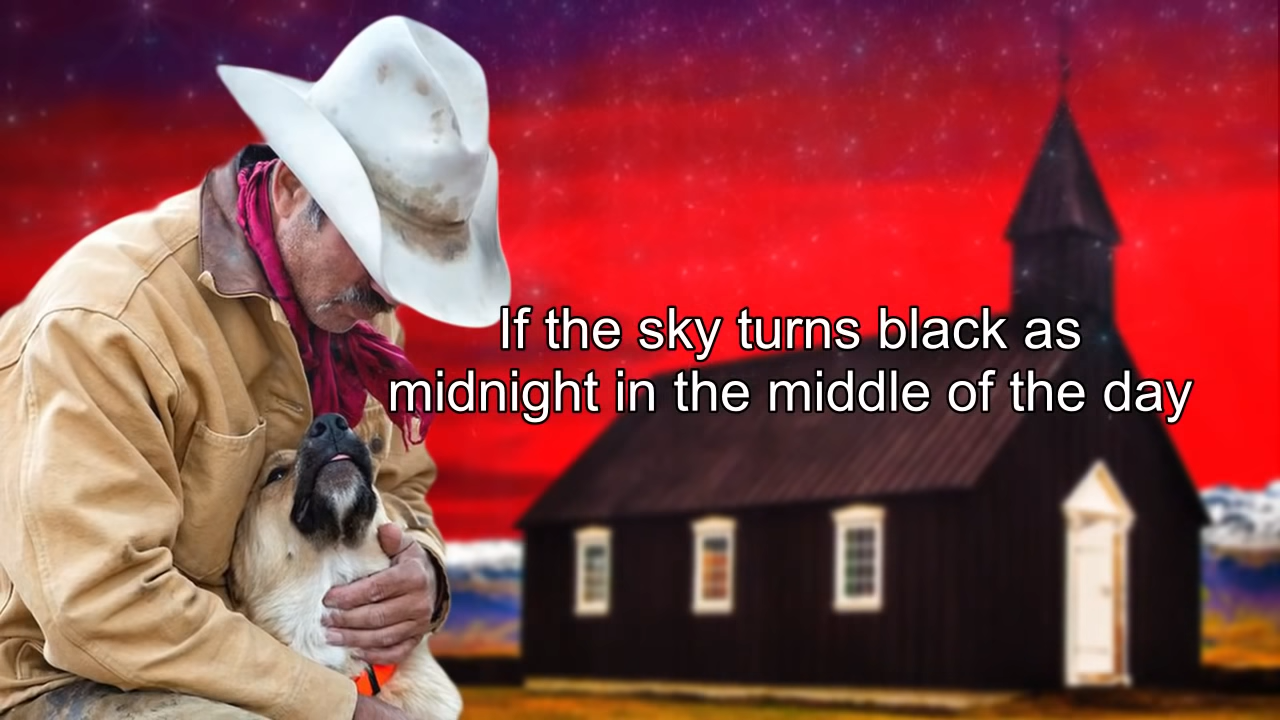 If the sky turns black as
midnight in the middle of the day